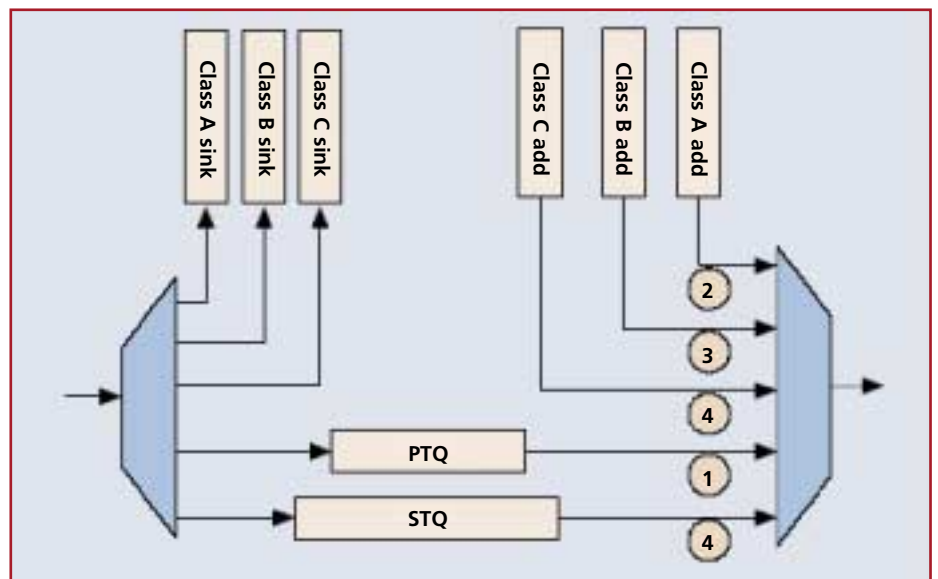 Class A sink
Class B sink
Class C sink
Class C add
Class B add
Class A add
2
3
4
PTQ
1
STQ
4